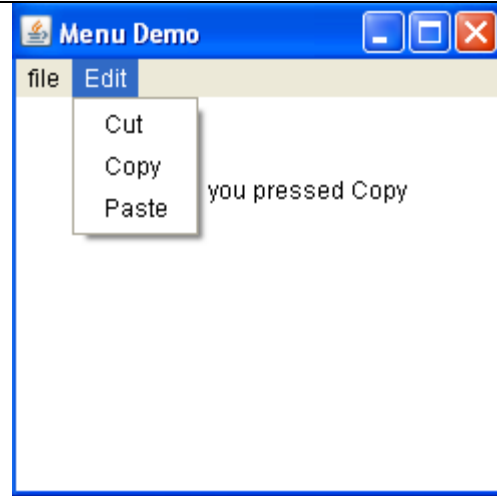 Menu Demo
file Edit
Cut
Copy
Paste
you pressed Copy